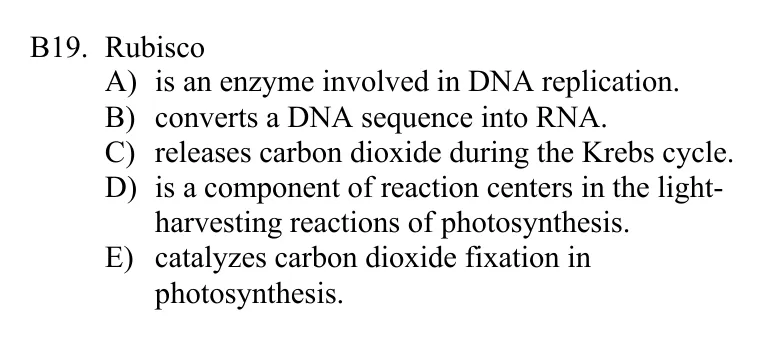 B19. Rubisco
A) is an enzyme involved in DNA replication.
B) converts a DNA sequence into RNA.
C) releases carbon dioxide during the Krebs cycle.
D) is a component of reaction centers in the light-
harvesting reactions of photosynthesis.
E) catalyzes carbon dioxide fixation in
photosynthesis.